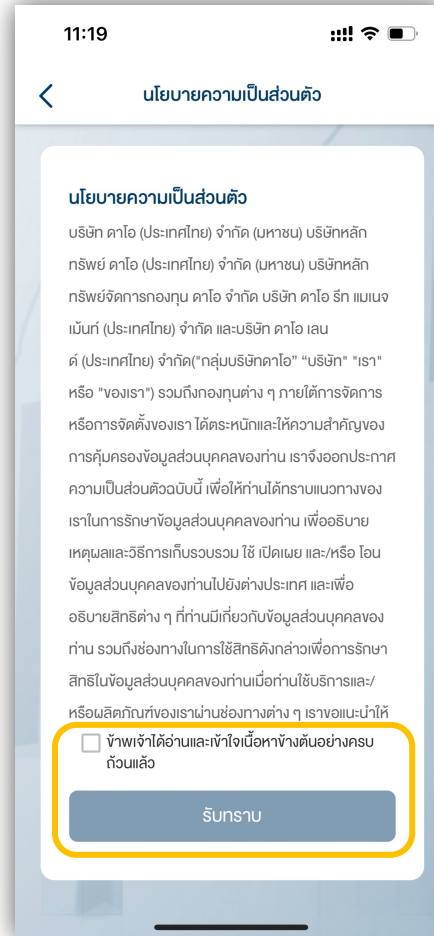 11:19
นโยบายความเป็นส่วนตัว
นโยบายความเป็นส่วนตัว
บริษัท ดาโอ (ประเทศไทย) จำกัด (มหาชน) บริษัทหลัก
ทรัพย์ ดาโอ (ประเทศไทย) จำกัด (มหาชน) บริษัทหลัก
ทรัพย์จัดการกองทุน ดาโอ จำกัด บริษัท ดาโอ รีท แมเนจ
เม้นท์ (ประเทศไทย) จำกัด และบริษัท ดาโอ เลน
ด์ (ประเทศไทย) จำกัด("กลุ่มบริษัทดาโอ” “บริษัท" "เรา"
หรือ "ของเรา") รวมถึงกองทุนต่าง ๆ ภายใต้การจัดการ
หรือการจัดตั้งของเรา ได้ตระหนักและให้ความสำคัญของ
การคุ้มครองข้อมูลส่วนบุคคลของท่าน เราจึงออกประกาศ
ความเป็นส่วนตัวฉบับนี้ เพื่อให้ท่านได้ทราบแนวทางของ
เราในการรักษาข้อมูลส่วนบุคคลของท่าน เพื่ออธิบาย
เหตุผลและวิธีการเก็บรวบรวม ใช้ เปิดเผย และ/หรือ โอน
ข้อมูลส่วนบุคคลของท่านไปยังต่างประเทศ และเพื่อ
อธิบายสิทธิต่าง ๆ ที่ท่านมีเกี่ยวกับข้อมูลส่วนบุคคลของ
ท่าน รวมถึงช่องทางในการใช้สิทธิดังกล่าวเพื่อการรักษา
สิทธิในข้อมูลส่วนบุคคลของท่านเมื่อท่านใช้บริการและ/
หรือผลิตภัณฑ์ของเราผ่านช่องทางต่าง ๆ เราขอแนะนำให้
ข้าพเจ้าได้อ่านและเข้าใจเนื้อหาข้างต้นอย่างครบ
ถ้วนแล้ว
รับทราบ